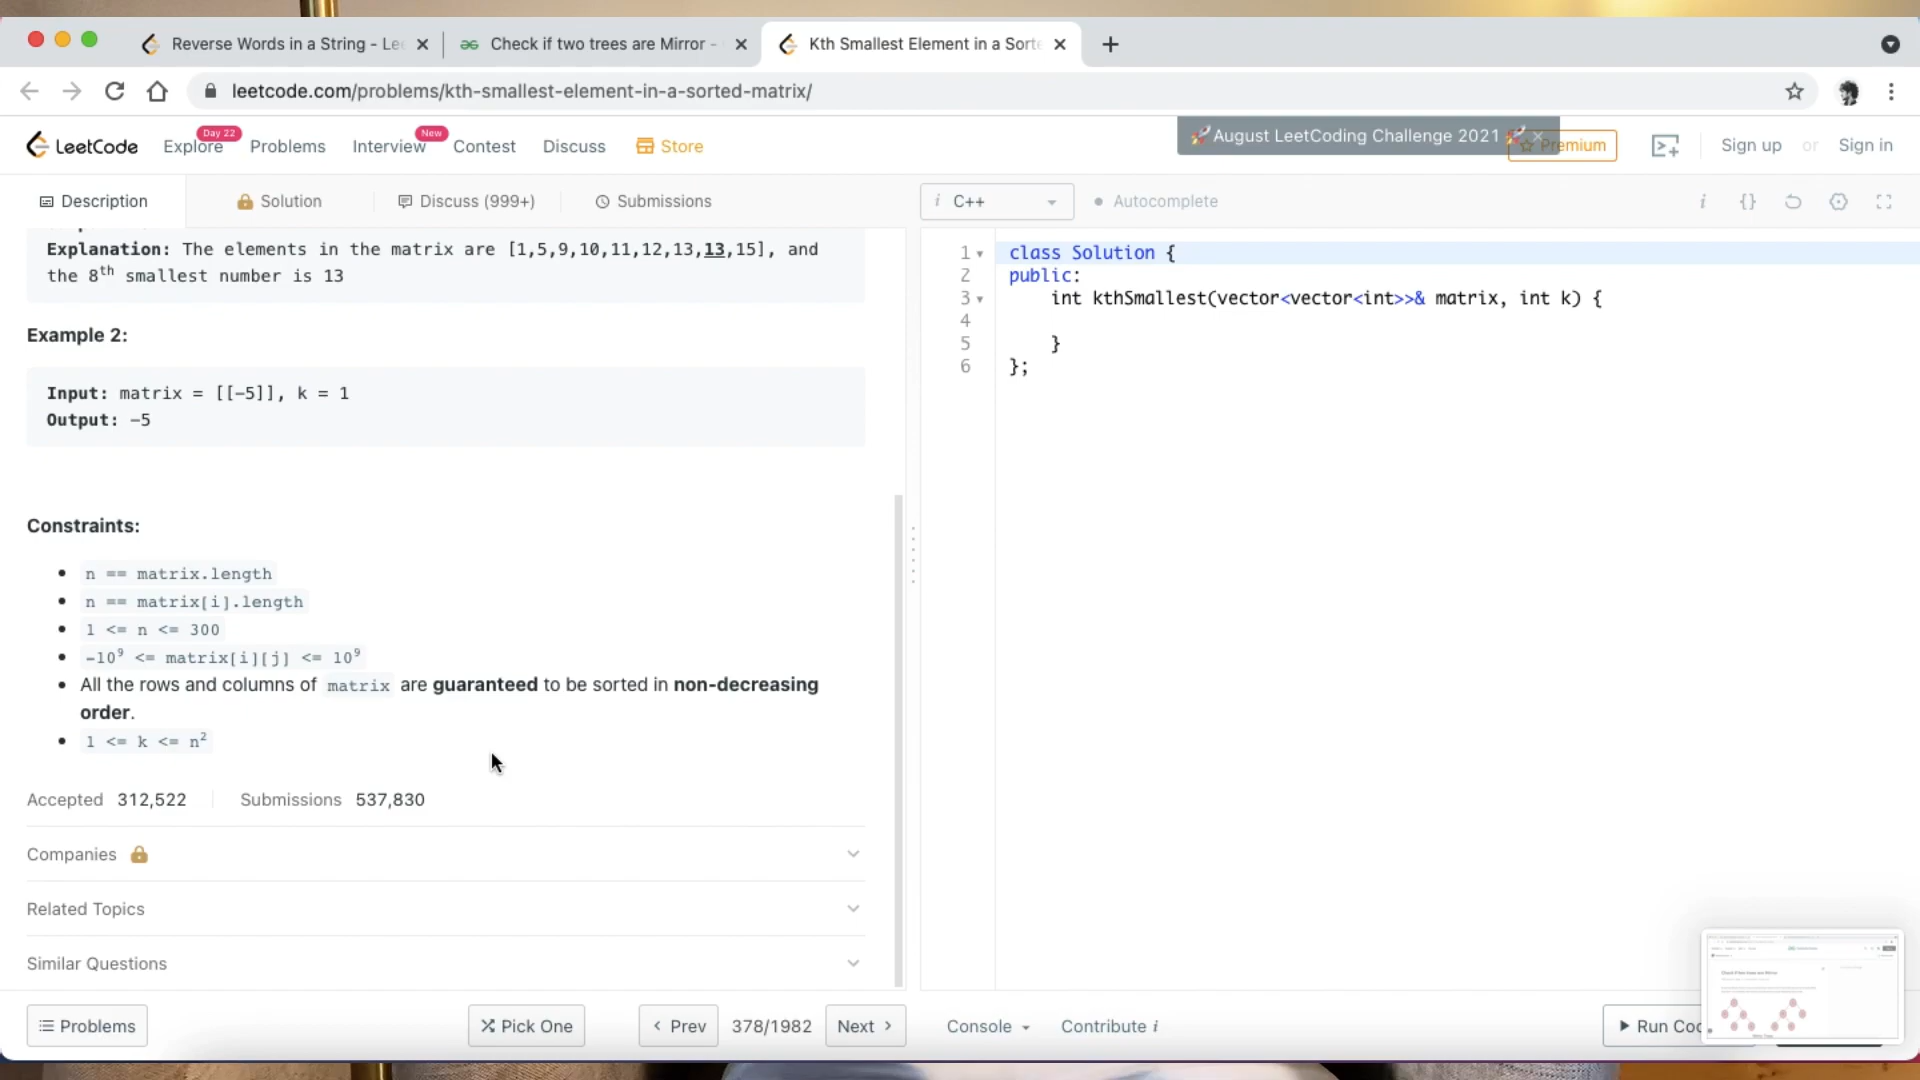 Reverse Words in a String - Le
Check if two trees are Mirror -
Kth Smallest Element in a Sorte
leetcode.com/problems/kth-smallest-element-in-a-sorted-matrix/
LeetCode
Explore
Day 22
Problems
Interview
New
Contest
Discuss
Store
🚀August LeetCoding Challenge 2021 🚀
Premium
Sign up or Sign in
Description
Solution
Discuss (999+)
Submissions
i C++
Autocomplete
Explanation: The elements in the matrix are [1,5,9,10,11,12,13,13,15], and
the 8th smallest number is 13
Example 2:
Input: matrix = [[-5]], k = 1
Output: -5
Constraints:
• n == matrix.length
• n == matrix[i].length
• 1 <= n <= 300
• -10⁹ <= matrix[i][j] <= 10⁹
• All the rows and columns of matrix are guaranteed to be sorted in non-decreasing
order.
• 1 <= k <= n²
Accepted 312,522 Submissions 537,830
Companies
Related Topics
Similar Questions
1 class Solution {
2 public:
3 int kthSmallest(vector<vector<int>>& matrix, int k) {
4
5 }
6 };
Problems
Pick One
Prev
378/1982
Next
Console
Contribute i
Run Coc